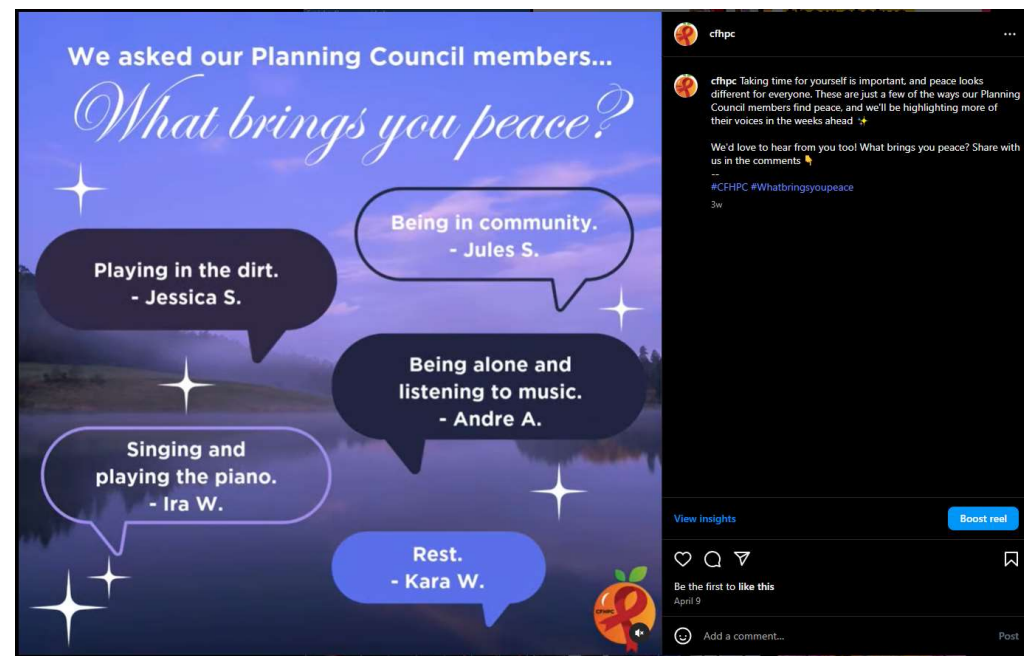 We asked our Planning Council members...
What brings you peace?
Being in community.
- Jules S.
Playing in the dirt.
- Jessica S.
Being alone and
listening to music.
- Andre A.
Singing and
playing the piano.
- Ira W.
Rest.
- Kara W.
CFHPC
cfhpc
cfhpc Taking time for yourself is important, and peace looks
different for everyone. These are just a few of the ways our Planning
Council members find peace, and we'll be highlighting more of
their voices in the weeks ahead ✨
We'd love to hear from you too! What brings you peace? Share with
us in the comments 👇
--
#CFHPC #Whatbringsyoupeace
3w
View insights
Boost reel
Be the first to like this
April 9
Add a comment...
Post